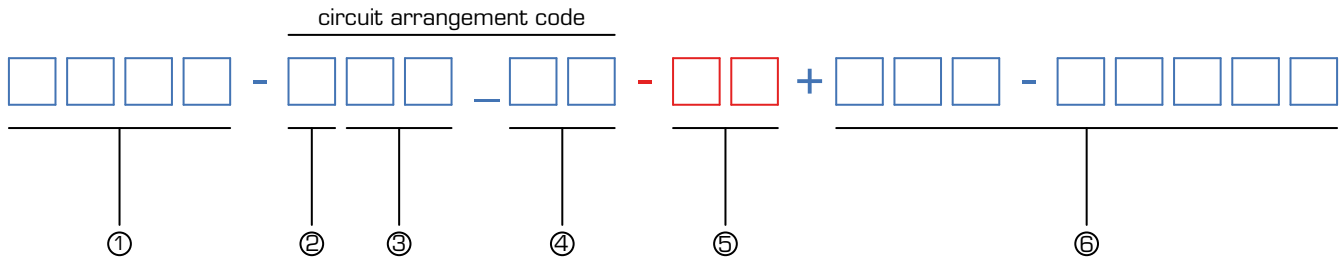 circuit arrangement code
- _ - + -
① ② ③ ④ ⑤ ⑥